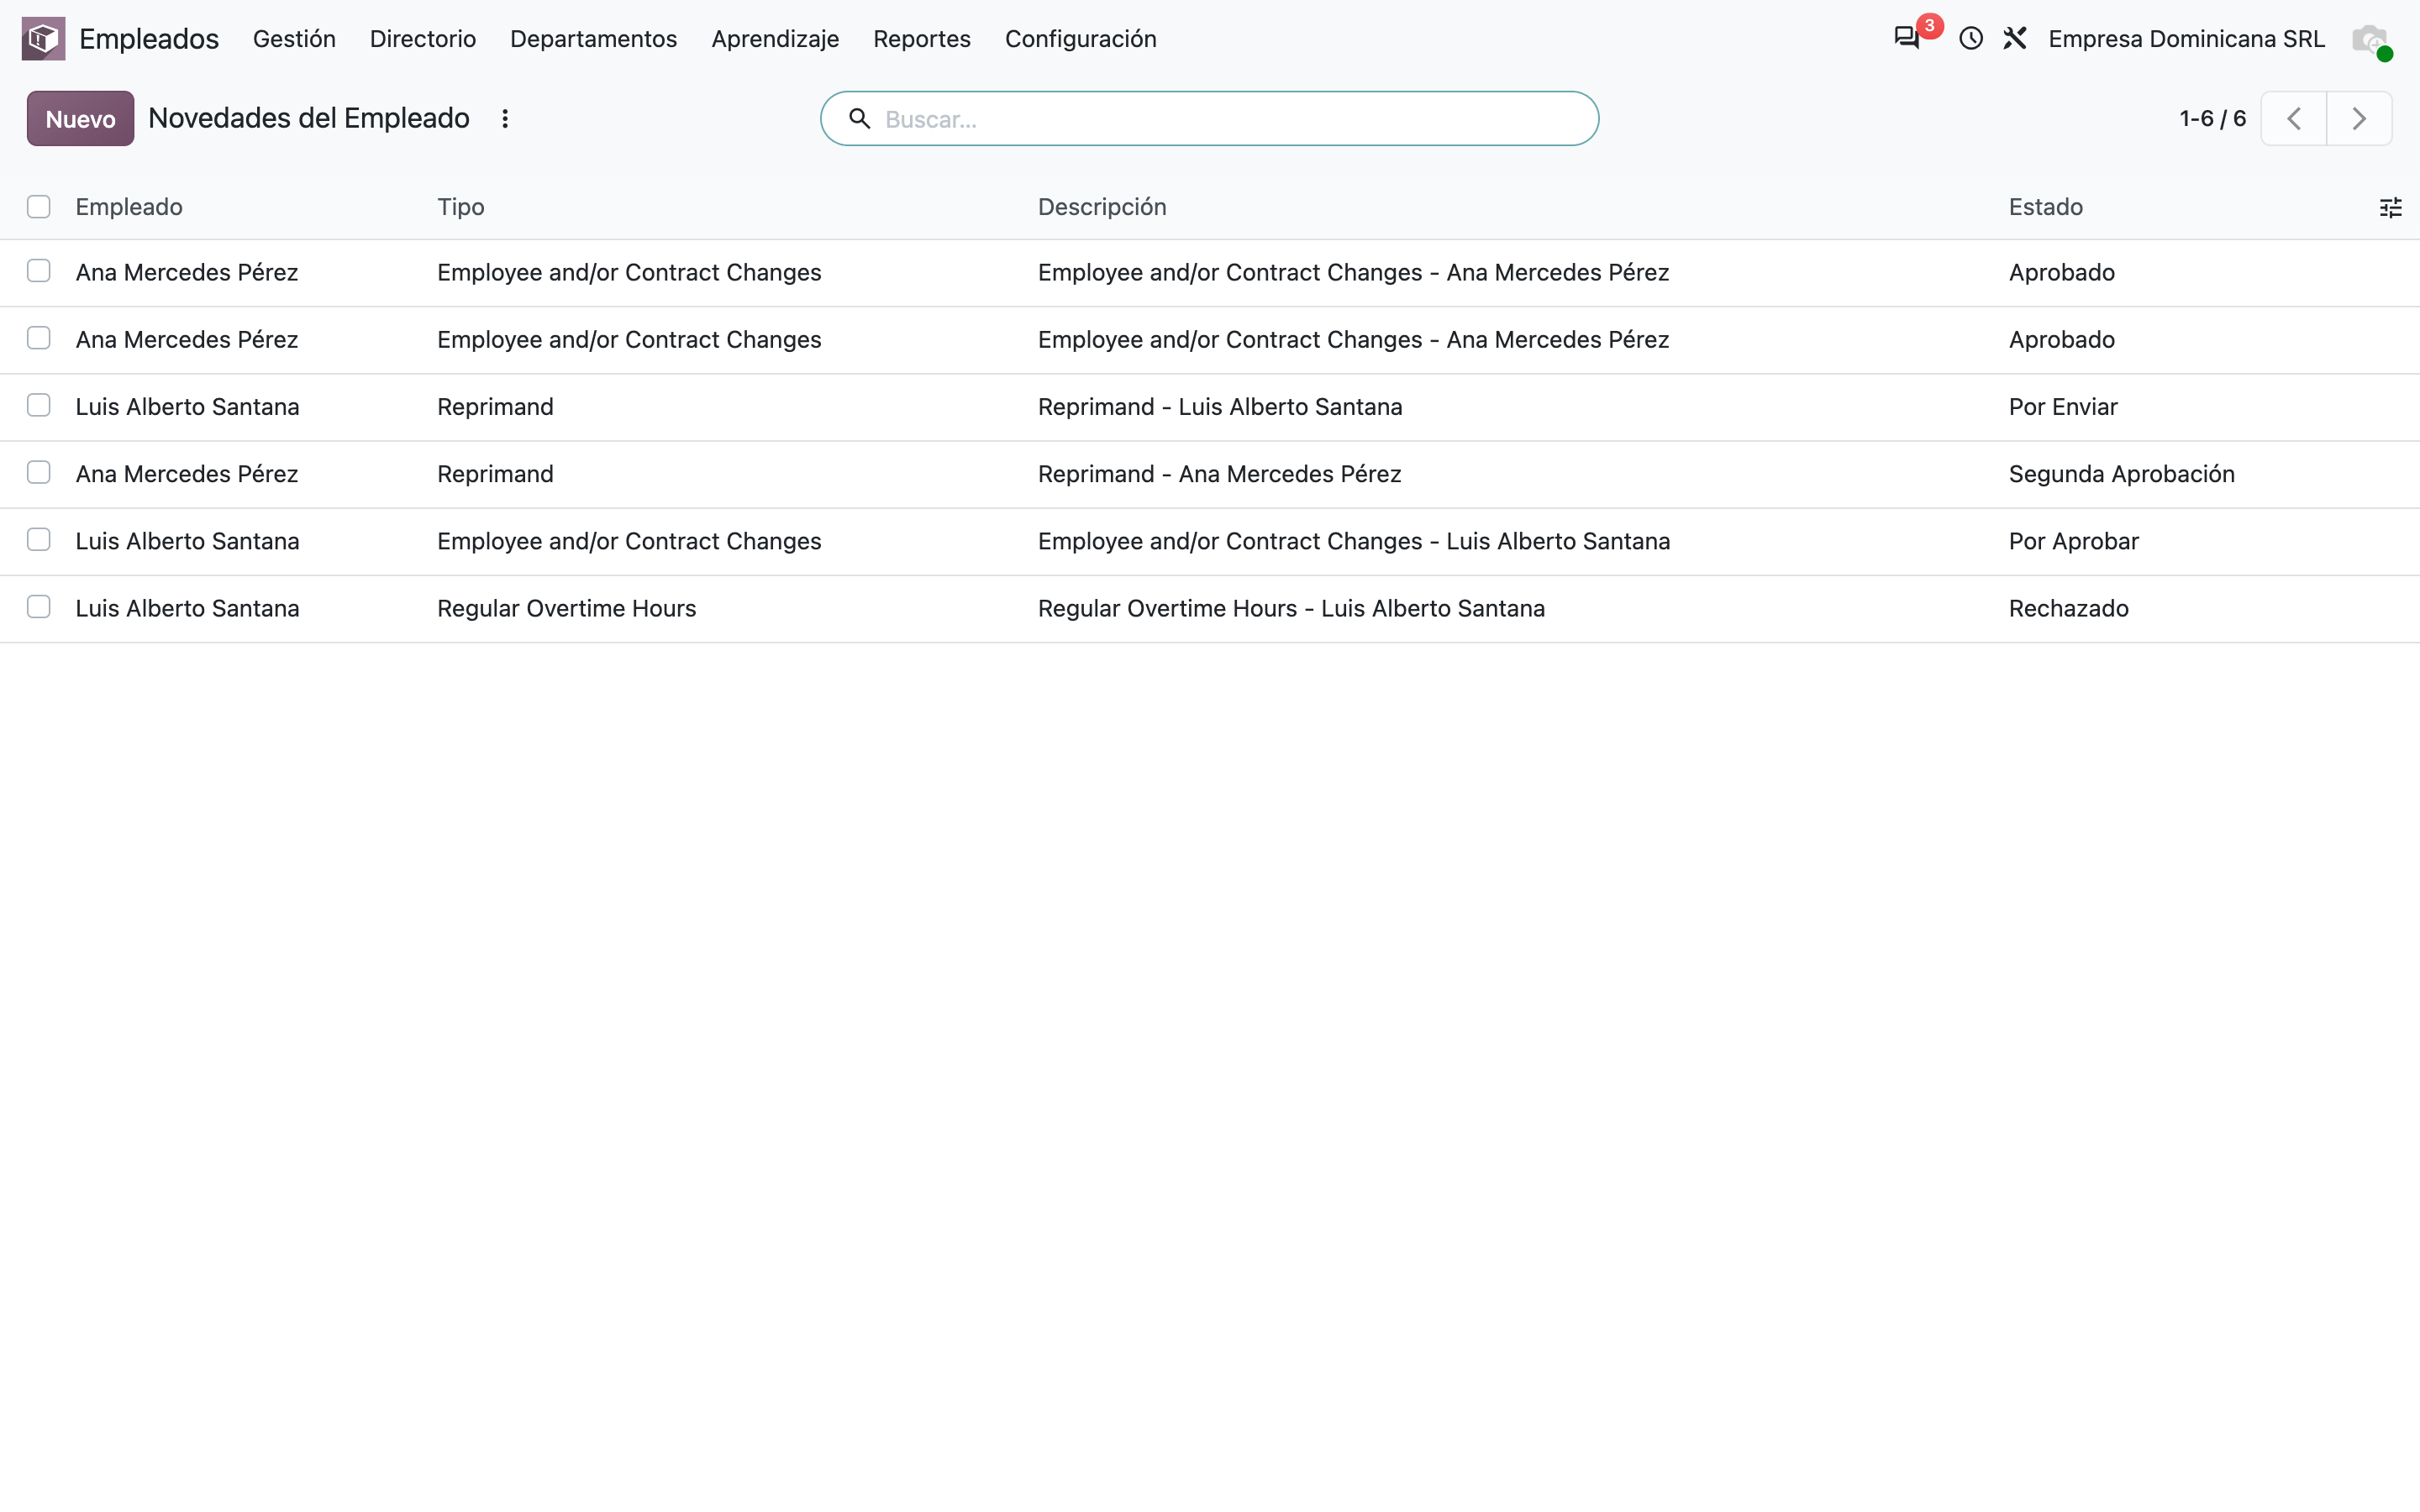 Empleados Gestión Directorio Departamentos Aprendizaje Reportes Configuración 3 Empresa Dominicana SRL
Nuevo Novedades del Empleado Buscar... 1-6 / 6
Empleado Tipo Descripción Estado
Ana Mercedes Pérez Employee and/or Contract Changes Employee and/or Contract Changes - Ana Mercedes Pérez Aprobado
Ana Mercedes Pérez Employee and/or Contract Changes Employee and/or Contract Changes - Ana Mercedes Pérez Aprobado
Luis Alberto Santana Reprimand Reprimand - Luis Alberto Santana Por Enviar
Ana Mercedes Pérez Reprimand Reprimand - Ana Mercedes Pérez Segunda Aprobación
Luis Alberto Santana Employee and/or Contract Changes Employee and/or Contract Changes - Luis Alberto Santana Por Aprobar
Luis Alberto Santana Regular Overtime Hours Regular Overtime Hours - Luis Alberto Santana Rechazado